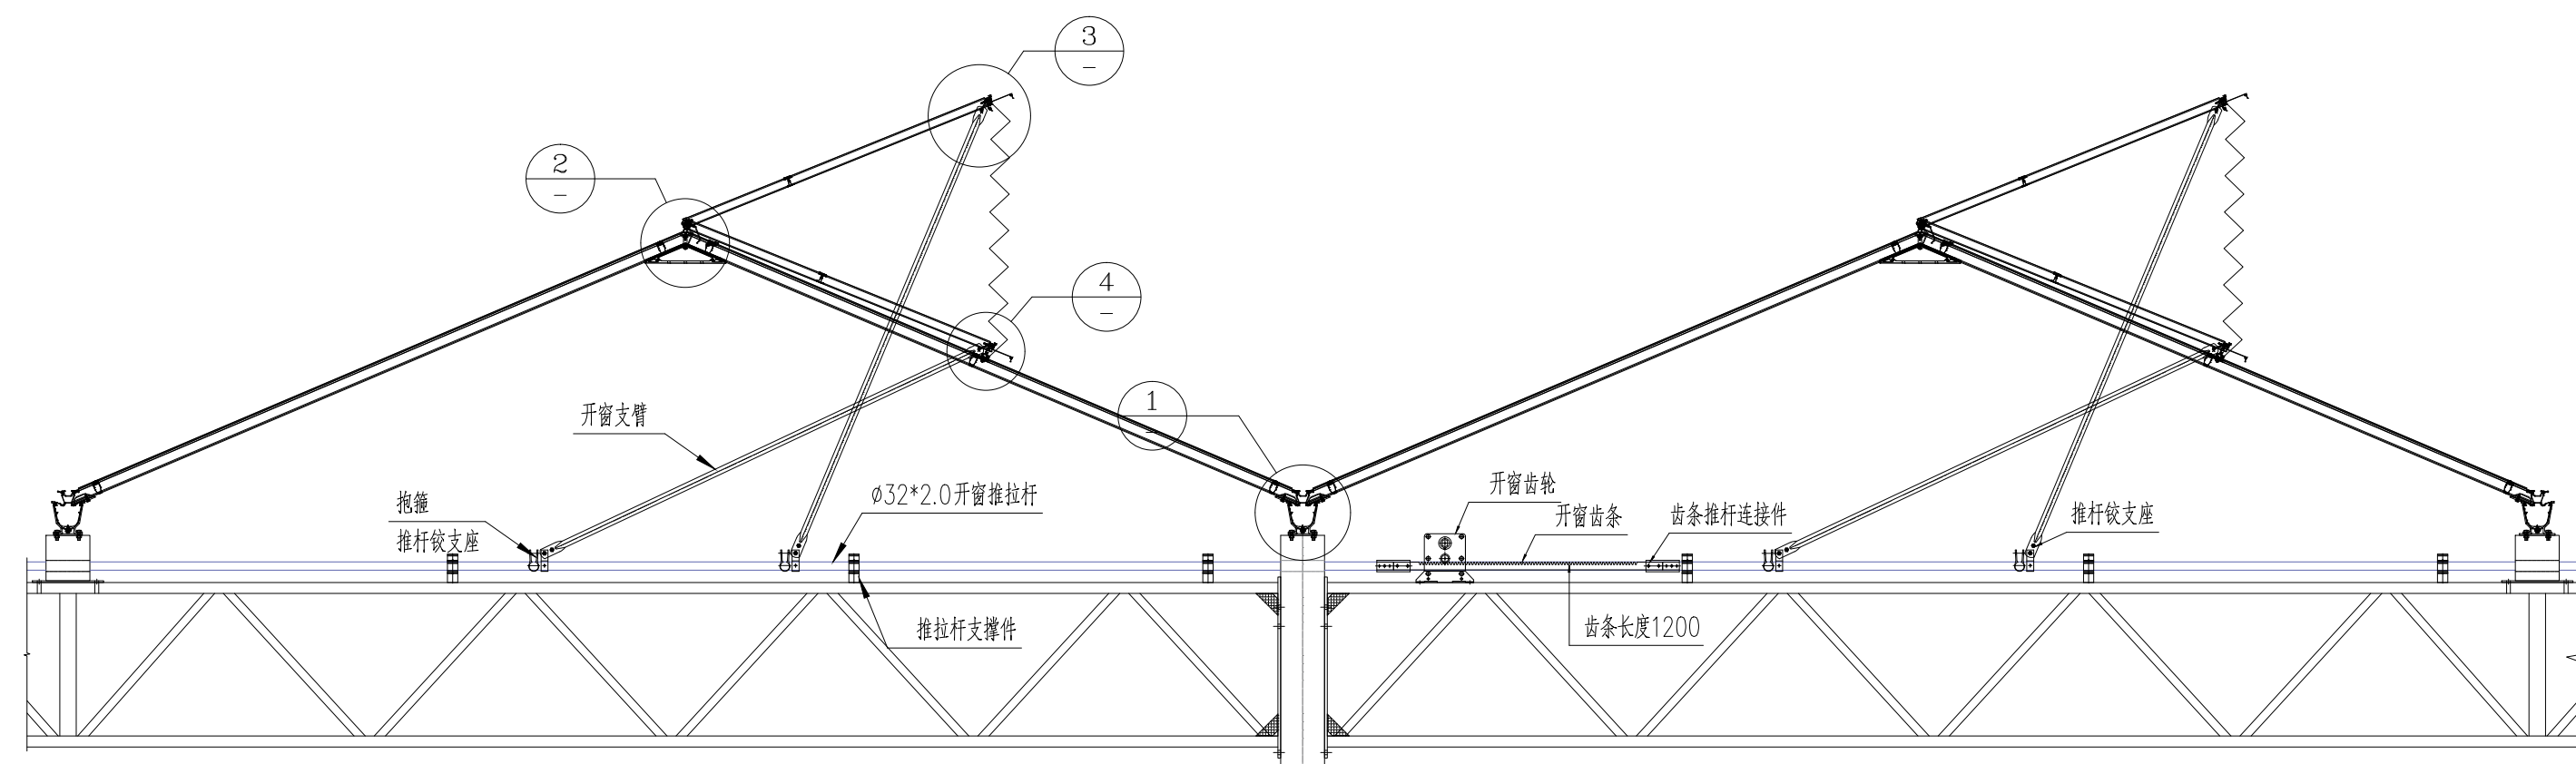 3
—
2
—
4
—
1
—
开窗支臂
抱箍
推杆铰支座
ø32*2.0开窗推拉杆
开窗齿轮
开窗齿条
齿条推杆连接件
推杆铰支座
推拉杆支撑件
齿条长度1200